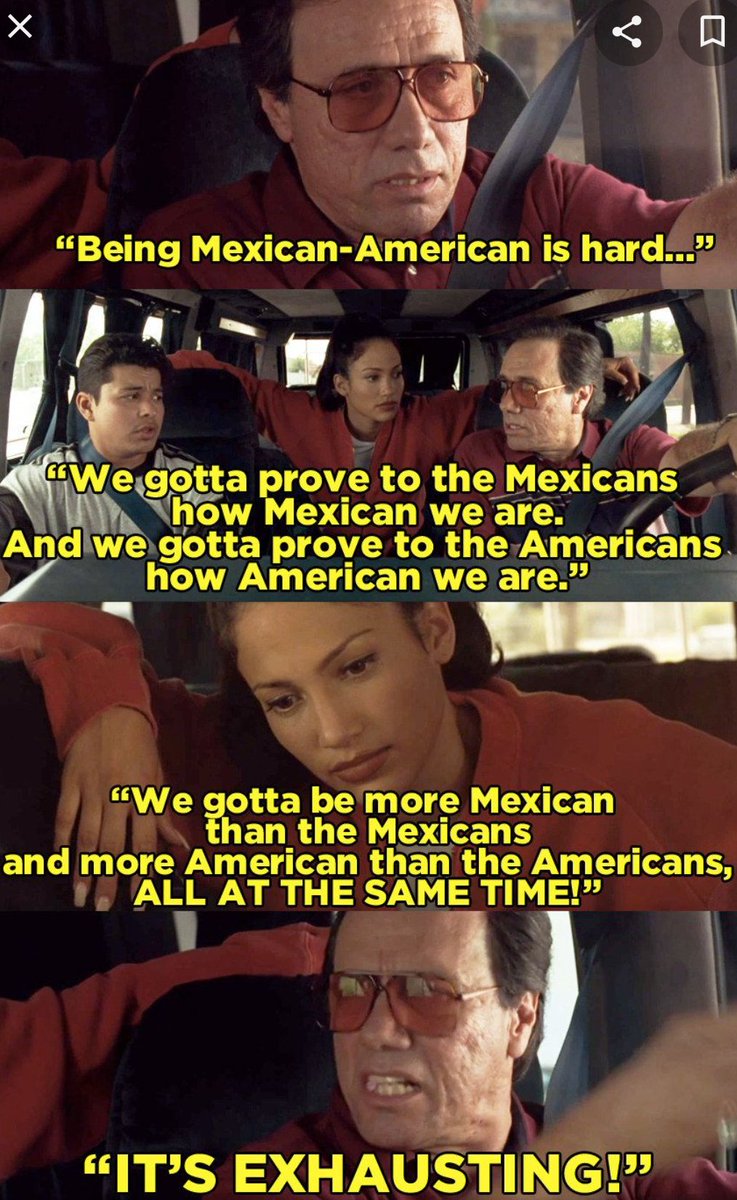 “Being Mexican-American is hard...”
“We gotta prove to the Mexicans
how Mexican we are.
And we gotta prove to the Americans
how American we are.”
“We gotta be more Mexican
than the Mexicans
and more American than the Americans,
ALL AT THE SAME TIME!”
“IT’S EXHAUSTING!”